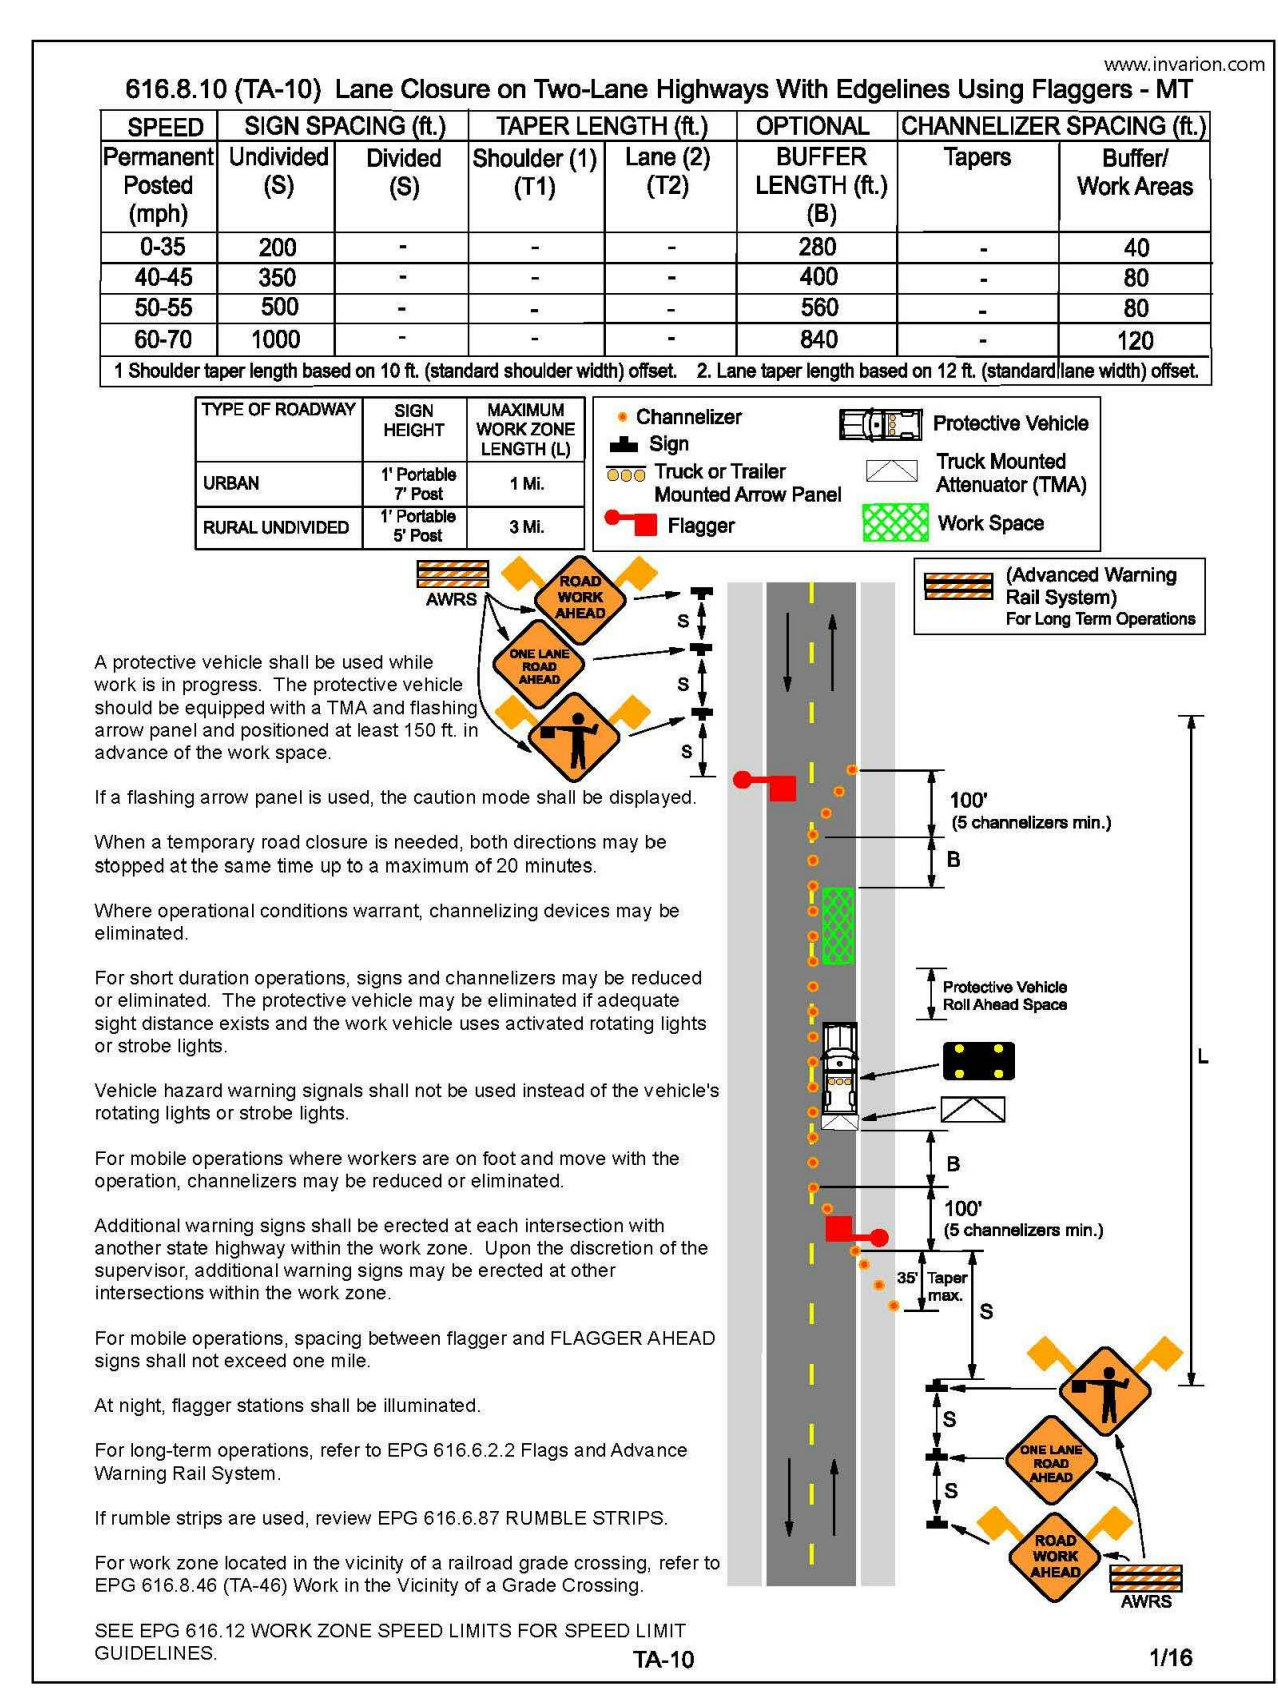 www.invarion.com
616.8.10 (TA-10) Lane Closure on Two-Lane Highways With Edgelines Using Flaggers - MT
SPEED SIGN SPACING (ft.) TAPER LENGTH (ft.) OPTIONAL CHANNELIZER SPACING (ft.)
Permanent Undivided Divided Shoulder (1) Lane (2) BUFFER Tapers Buffer/
Posted (S) (S) (T1) (T2) LENGTH (ft.) Work Areas
(mph) (B)
0-35 200 - - - 280 - 40
40-45 350 - - - 400 - 80
50-55 500 - - - 560 - 80
60-70 1000 - - - 840 - 120
1 Shoulder taper length based on 10 ft. (standard shoulder width) offset. 2. Lane taper length based on 12 ft. (standard lane width) offset.
TYPE OF ROADWAY SIGN MAXIMUM
HEIGHT WORK ZONE
LENGTH (L)
URBAN 1' Portable 1 Mi.
7' Post
RURAL UNDIVIDED 1' Portable 3 Mi.
5' Post
Channelizer
Sign
Truck or Trailer
Mounted Arrow Panel
Flagger
Protective Vehicle
Truck Mounted
Attenuator (TMA)
Work Space
(Advanced Warning
Rail System)
For Long Term Operations
AWRS
ROAD
WORK
AHEAD
ONE LANE
ROAD
AHEAD
S
S
S
A protective vehicle shall be used while
work is in progress. The protective vehicle
should be equipped with a TMA and flashing
arrow panel and positioned at least 150 ft. in
advance of the work space.
If a flashing arrow panel is used, the caution mode shall be displayed.
When a temporary road closure is needed, both directions may be
stopped at the same time up to a maximum of 20 minutes.
Where operational conditions warrant, channelizing devices may be
eliminated.
For short duration operations, signs and channelizers may be reduced
or eliminated. The protective vehicle may be eliminated if adequate
sight distance exists and the work vehicle uses activated rotating lights
or strobe lights.
Vehicle hazard warning signals shall not be used instead of the vehicle's
rotating lights or strobe lights.
For mobile operations where workers are on foot and move with the
operation, channelizers may be reduced or eliminated.
Additional warning signs shall be erected at each intersection with
another state highway within the work zone. Upon the discretion of the
supervisor, additional warning signs may be erected at other
intersections within the work zone.
For mobile operations, spacing between flagger and FLAGGER AHEAD
signs shall not exceed one mile.
At night, flagger stations shall be illuminated.
For long-term operations, refer to EPG 616.6.2.2 Flags and Advance
Warning Rail System.
If rumble strips are used, review EPG 616.6.87 RUMBLE STRIPS.
For work zone located in the vicinity of a railroad grade crossing, refer to
EPG 616.8.46 (TA-46) Work in the Vicinity of a Grade Crossing.
SEE EPG 616.12 WORK ZONE SPEED LIMITS FOR SPEED LIMIT
GUIDELINES.
100'
(5 channelizers min.)
B
Protective Vehicle
Roll Ahead Space
L
B
100'
(5 channelizers min.)
35' Taper
max.
S
S
S
ONE LANE
ROAD
AHEAD
ROAD
WORK
AHEAD
AWRS
TA-10
1/16